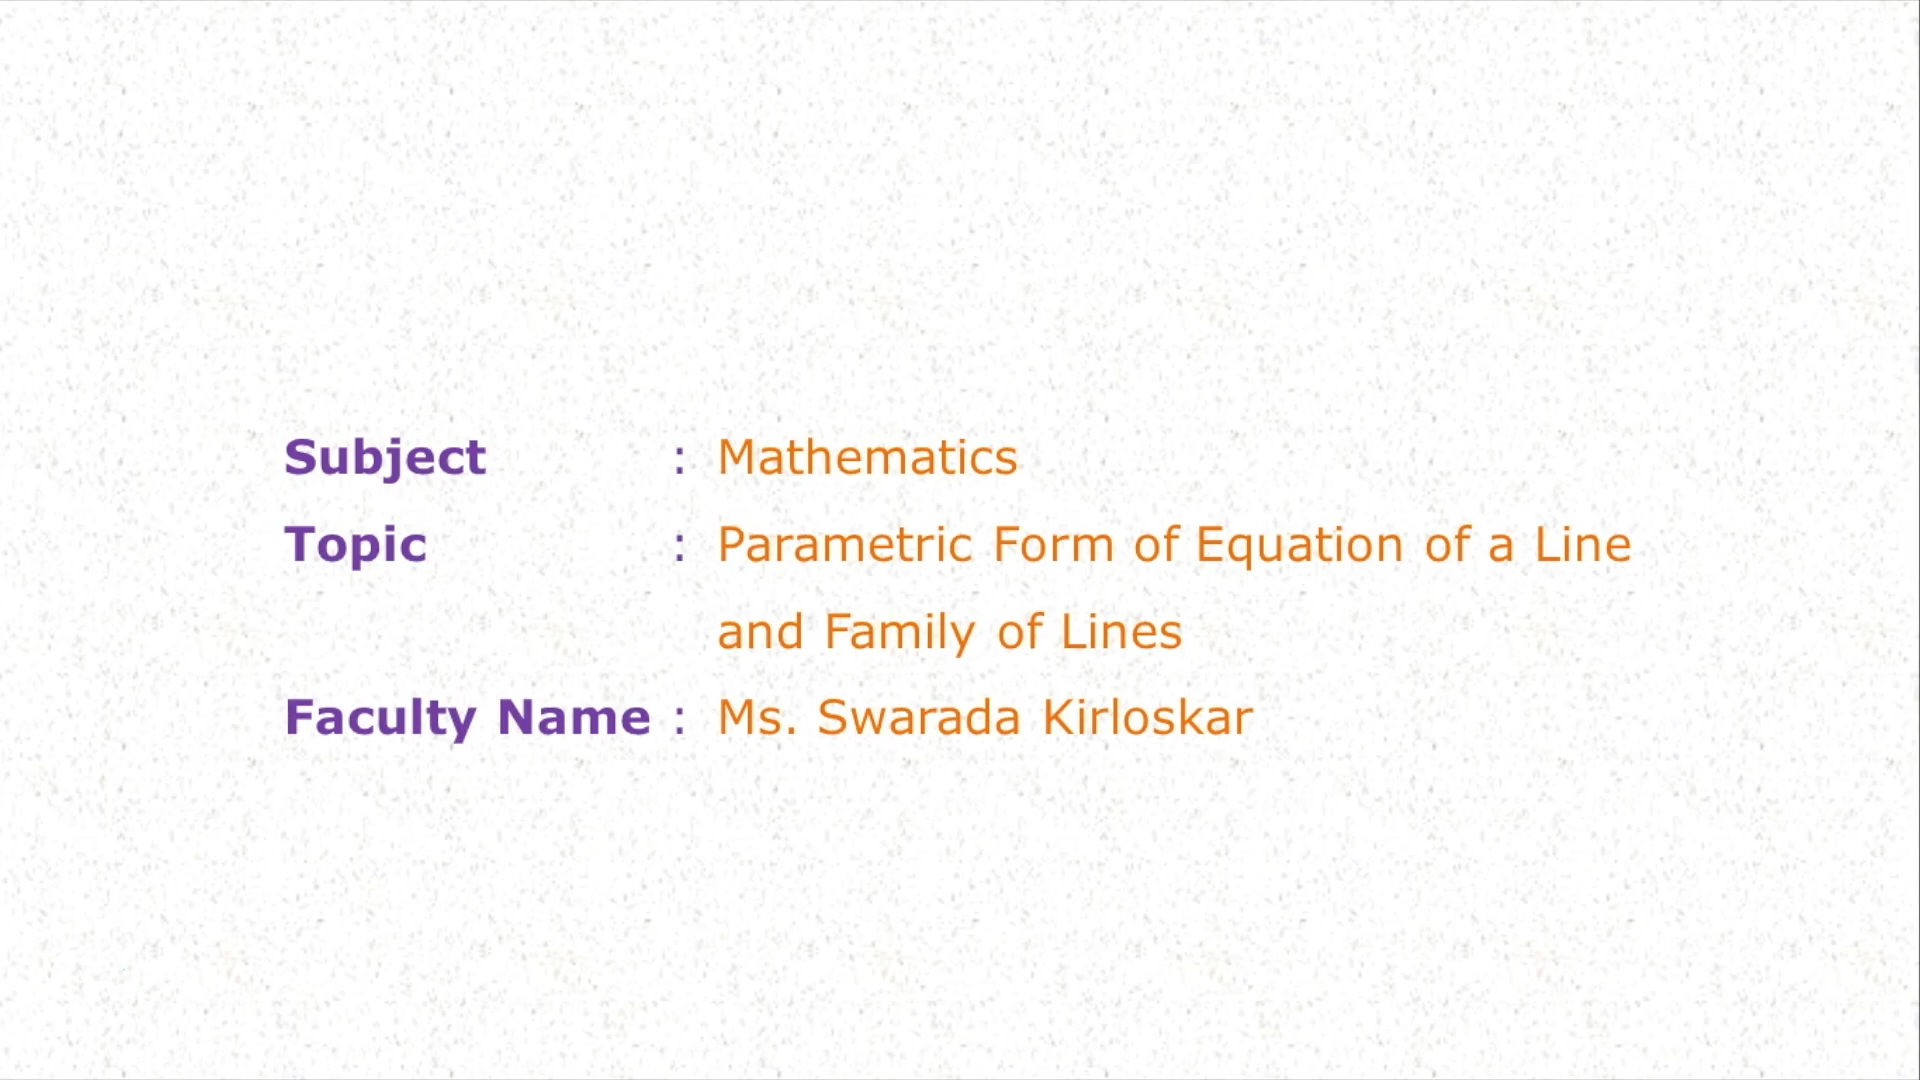 Subject : Mathematics
Topic : Parametric Form of Equation of a Line
and Family of Lines
Faculty Name : Ms. Swarada Kirloskar